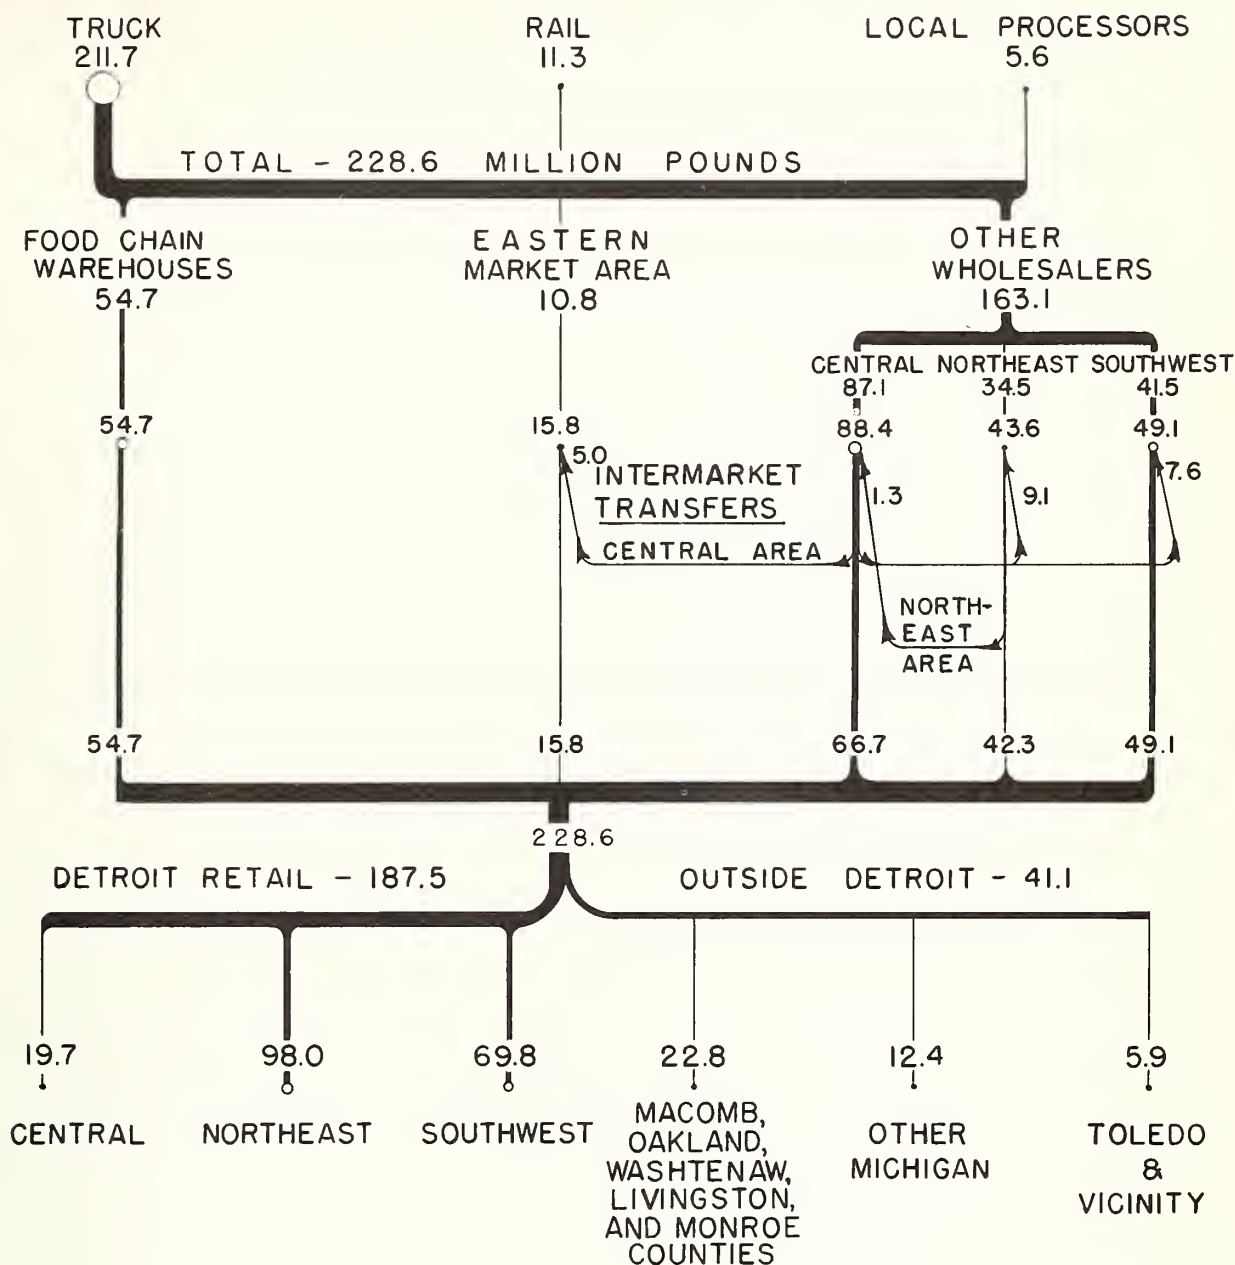 TRUCK
211.7
RAIL
11.3
LOCAL PROCESSORS
5.6
TOTAL - 228.6 MILLION POUNDS
FOOD CHAIN
WAREHOUSES
54.7
EASTERN
MARKET AREA
10.8
OTHER
WHOLESALERS
163.1
CENTRAL NORTHEAST SOUTHWEST
87.1 34.5 41.5
54.7 15.8 88.4 43.6 49.1
5.0 1.3 9.1 7.6
INTERMARKET
TRANSFERS
CENTRAL AREA
NORTH-
EAST
AREA
54.7 15.8 66.7 42.3 49.1
228.6
DETROIT RETAIL - 187.5
OUTSIDE DETROIT - 41.1
19.7 98.0 69.8 22.8 12.4 5.9
CENTRAL
NORTHEAST
SOUTHWEST
MACOMB,
OAKLAND,
WASHTENAW,
LIVINGSTON,
AND MONROE
COUNTIES
OTHER
MICHIGAN
TOLEDO
&
VICINITY